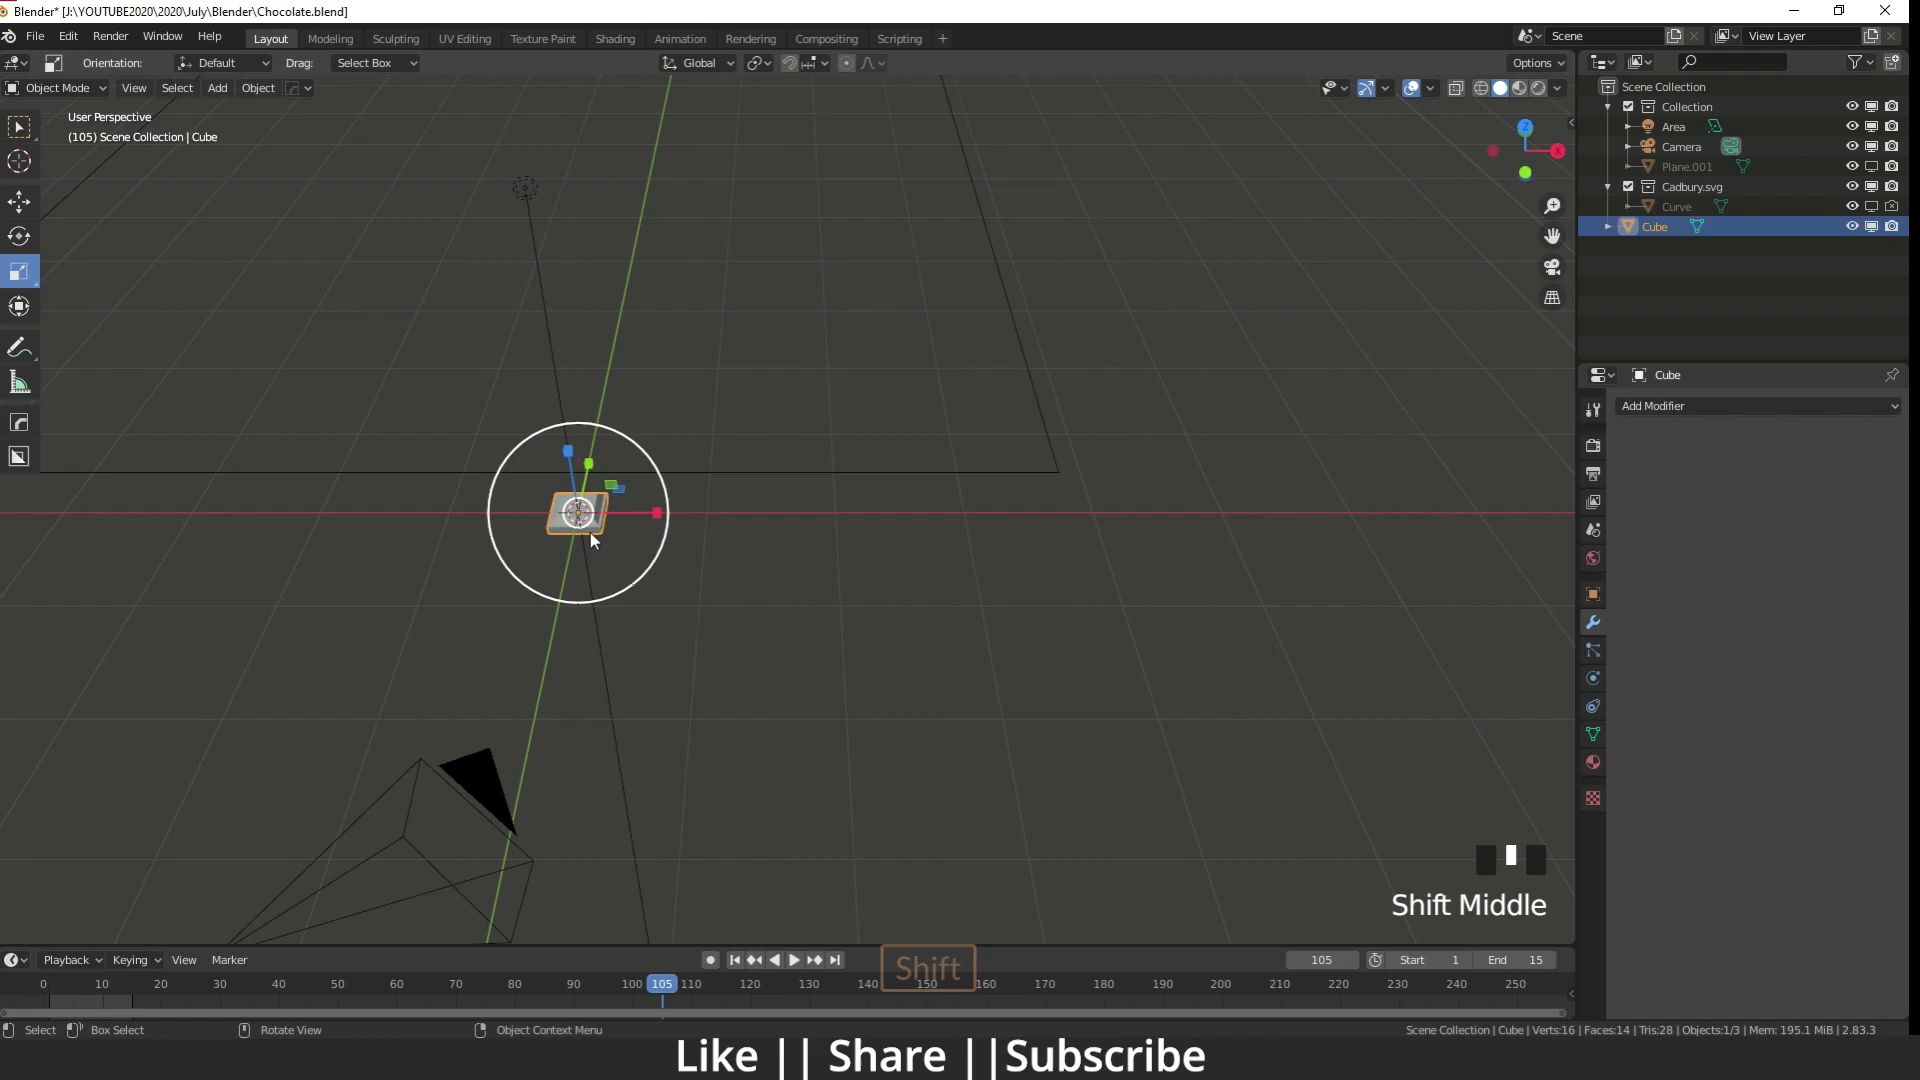 Blender* [J:\YOUTUBE2020\2020\July\Blender\Chocolate.blend]
File Edit Render Window Help Layout Modeling Sculpting UV Editing Texture Paint Shading Animation Rendering Compositing Scripting + Scene View Layer
Orientation: Default Drag: Select Box Global Options
Object Mode View Select Add Object
User Perspective
(105) Scene Collection | Cube
Z
X
Scene Collection
Collection
Area
Camera
Plane.001
Cadbury.svg
Curve
Cube
Cube
Add Modifier
Shift Middle
Playback Keying View Marker 105 Start 1 End 15
Shift
0 10 20 30 40 50 60 70 80 90 100 105 110 120 130 140 150 160 170 180 190 200 210 220 230 240 250
Select Box Select Rotate View Object Context Menu Scene Collection | Cube | Verts:16 | Faces:14 | Tris:28 | Objects:1/3 | Mem: 195.1 MiB | 2.83.3
Like || Share ||Subscribe